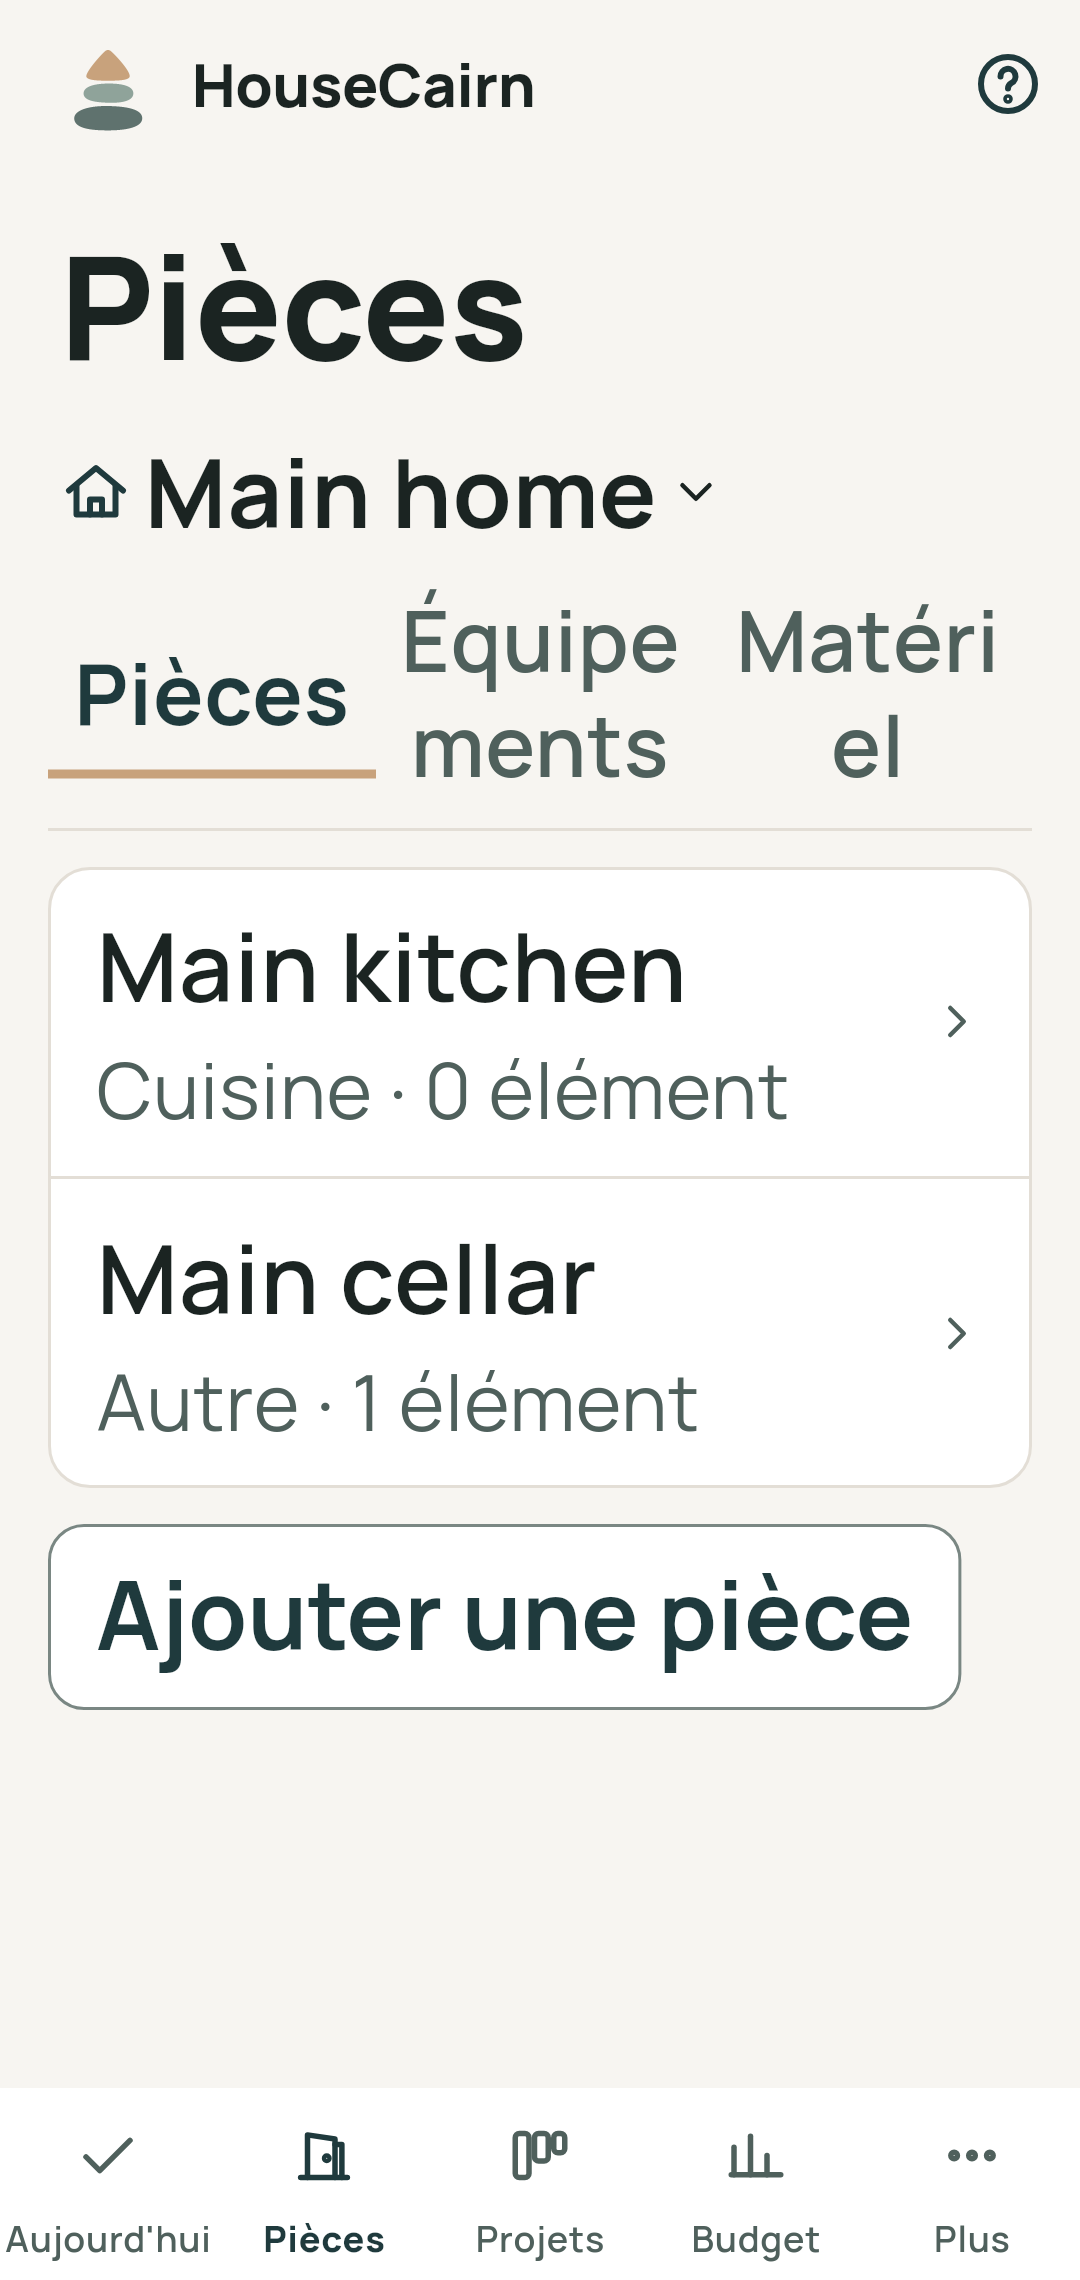 HouseCairn
Pièces
Main home
Pièces
Équipe
ments
Matéri
el
Main kitchen
Cuisine · 0 élément
Main cellar
Autre · 1 élément
Ajouter une pièce
Aujourd'hui
Pièces
Projets
Budget
Plus